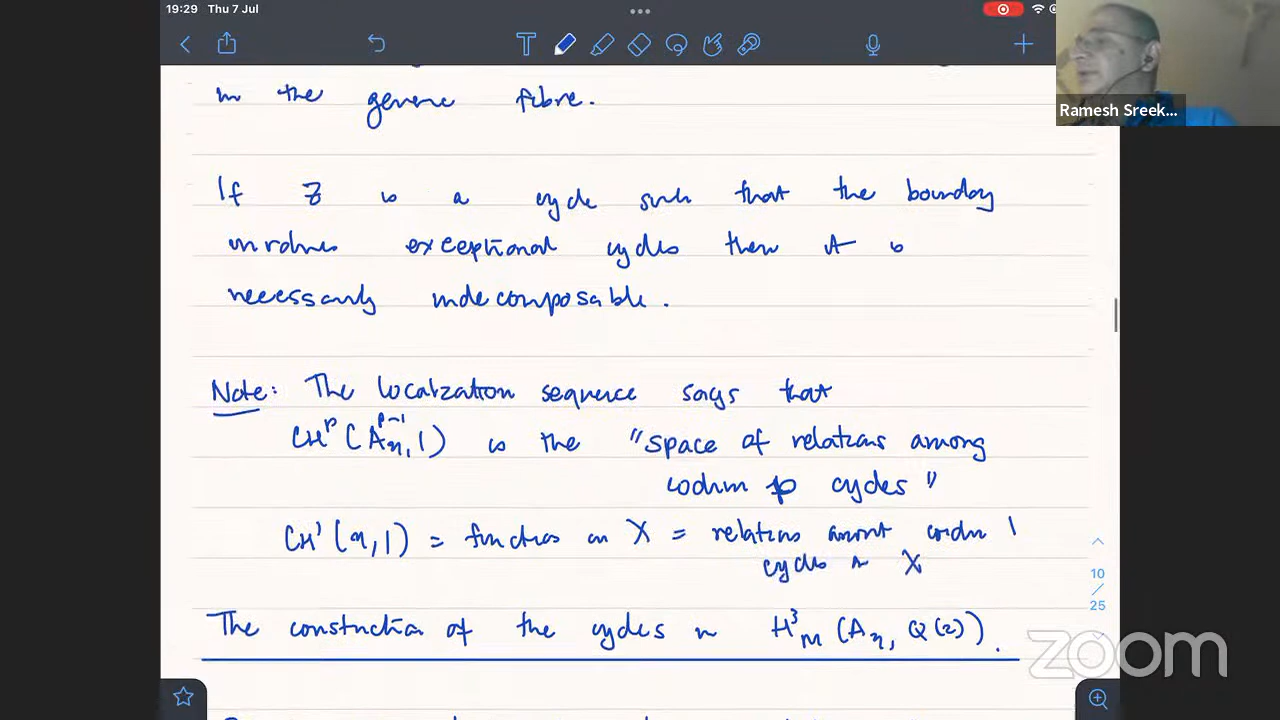 19:29 Thu 7 Jul
Ramesh Sreek...
in the generic fibre.
If Z is a cycle such that the boundary
involves exceptional cycles then it is
necessarily indecomposable.
Note: The localization sequence says that
CH^p (A_η^{p-1}, 1) is the "space of relations among
codim p cycles"
CH^1 (η, 1) = functions on X = relations amont codim 1
cycles on X
10
/
25
The construction of the cycles in H^3_M (A_η, Q(2)).
zoom